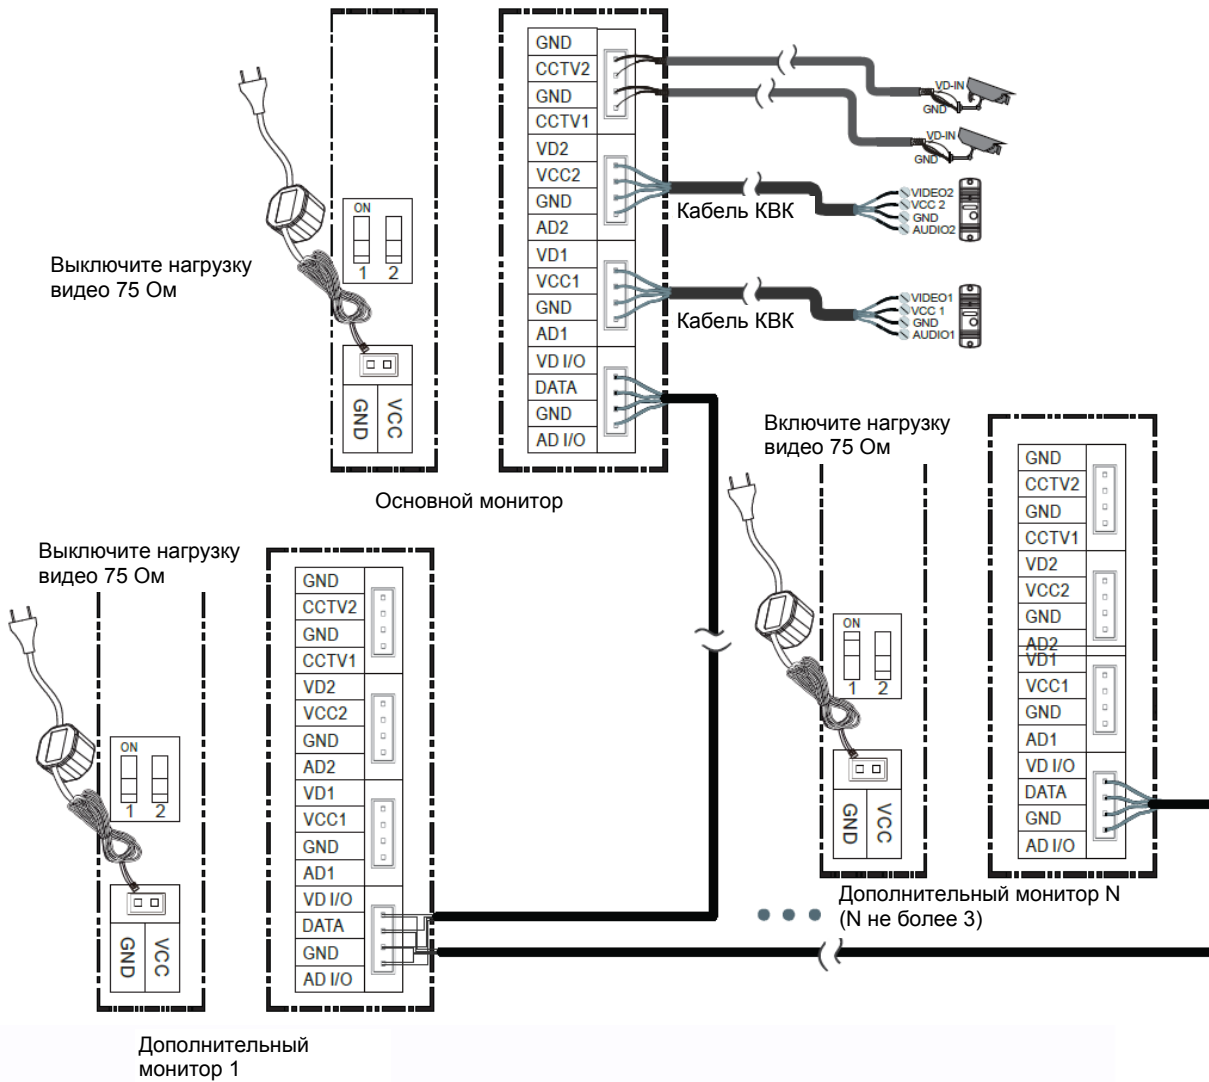 GND
CCTV2
GND
CCTV1
VD2
VCC2
GND
AD2
VD1
VCC1
GND
AD1
VD I/O
DATA
GND
AD I/O
VD-IN
GND
VD-IN
GND
Кабель КВК
VIDEO2
VCC 2
GND
AUDIO2
Кабель КВК
VIDEO1
VCC 1
GND
AUDIO1
ON
1 2
Выключите нагрузку
видео 75 Ом
GND
VCC
Основной монитор
Включите нагрузку
видео 75 Ом
GND
CCTV2
GND
CCTV1
VD2
VCC2
GND
AD2
VD1
VCC1
GND
AD1
VD I/O
DATA
GND
AD I/O
ON
1 2
GND
VCC
Дополнительный монитор N
(N не более 3)
Выключите нагрузку
видео 75 Ом
GND
CCTV2
GND
CCTV1
VD2
VCC2
GND
AD2
VD1
VCC1
GND
AD1
VD I/O
DATA
GND
AD I/O
ON
1 2
GND
VCC
Дополнительный
монитор 1